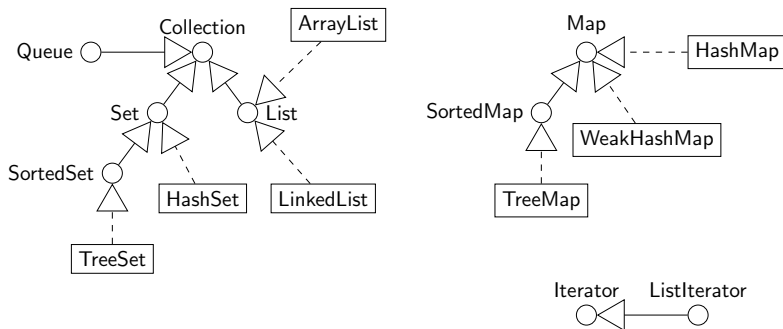 Collection
ArrayList
Queue
Set
List
SortedSet
HashSet
LinkedList
TreeSet
Map
HashMap
SortedMap
WeakHashMap
TreeMap
Iterator
ListIterator